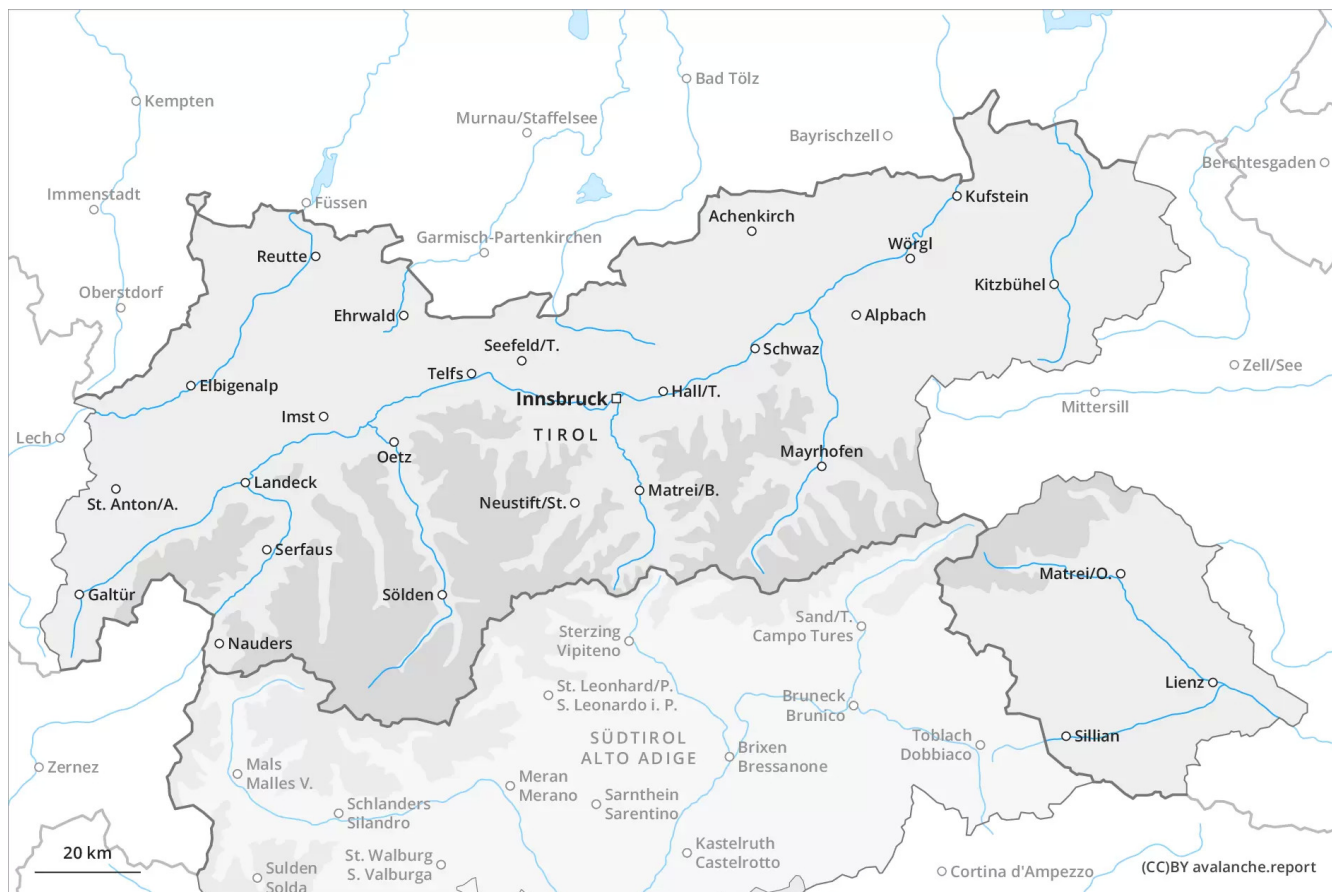 Bad Tölz
Kempten
Murnau/Staffelsee
Bayrischzell
Berchtesgaden
Immenstadt
Füssen
Kufstein
Achenkirch
Garmisch-Partenkirchen
Wörgl
Reutte
Kitzbühel
Oberstdorf
Ehrwald
Alpbach
Seefeld/T.
Schwaz
Zell/See
Telfs
Elbigenalp
Hall/T.
Innsbruck
Mittersill
Imst
Lech
TIROL
Oetz
Mayrhofen
Landeck
Matrei/B.
St. Anton/A.
Neustift/St.
Serfaus
Matrei/O.
Galtür
Sölden
Sand/T.
Campo Tures
Sterzing
Vipiteno
Nauders
Lienz
St. Leonhard/P.
S. Leonardo i. P.
Bruneck
Brunico
Sillian
SÜDTIROL
ALTO ADIGE
Toblach
Dobbiaco
Brixen
Bressanone
Zernez
Mals
Malles V.
Meran
Merano
Sarnthein
Sarentino
Schlanders
Silandro
Kastelruth
Castelrotto
20 km
St. Walburg
S. Valburga
Sulden
Solda
Cortina d'Ampezzo
(CC)BY avalanche.report